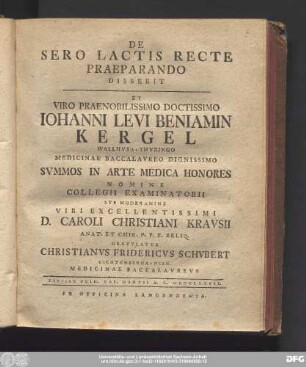 DE
SERO LACTIS RECTE
PRAEPARANDO
DISSERIT
ET
VIRO PRAENOBILISSIMO DOCTISSIMO
IOHANNI LEVI BENIAMIN
KERGEL
WALLHVSA-THVRINGO
MEDICINAE BACCALAVREO DIGNISSIMO
SVMMOS IN ARTE MEDICA HONORES
NOMINE
COLLEGII EXAMINATORII
SVB MODERAMINE
VIRI EXCELLENTISSIMI
D. CAROLI CHRISTIANI KRAVSII
ANAT. ET CHIR. P. P. E. RELIQ.
GRATVLATVR
CHRISTIANVS FRIDERICVS SCHVBERT
MEDICINAE BACCALAVREVS
LIPSIAE
EX OFFICINA LANGENHEMIA.
DFG